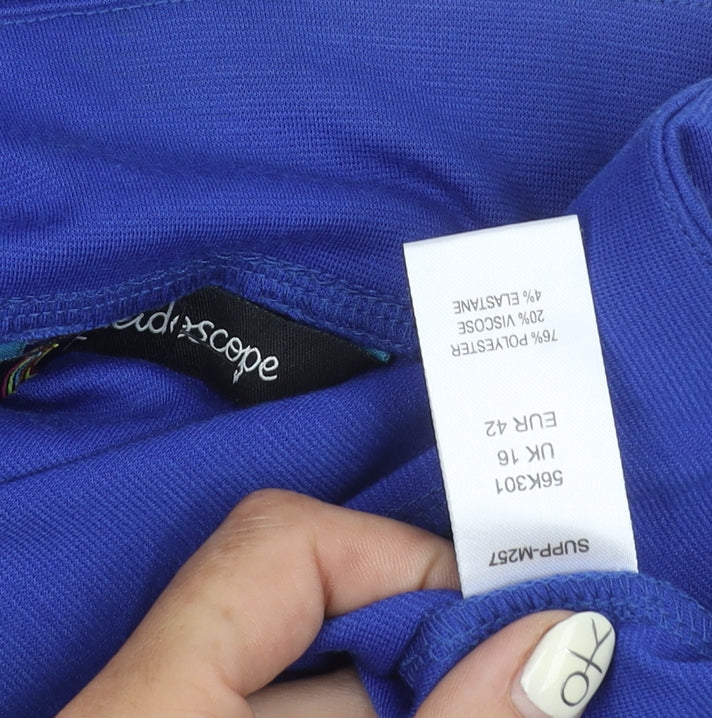 SUPP-M257
56K301
UK 16
EUR 42
76% POLYESTER
20% VISCOSE
4% ELASTANE